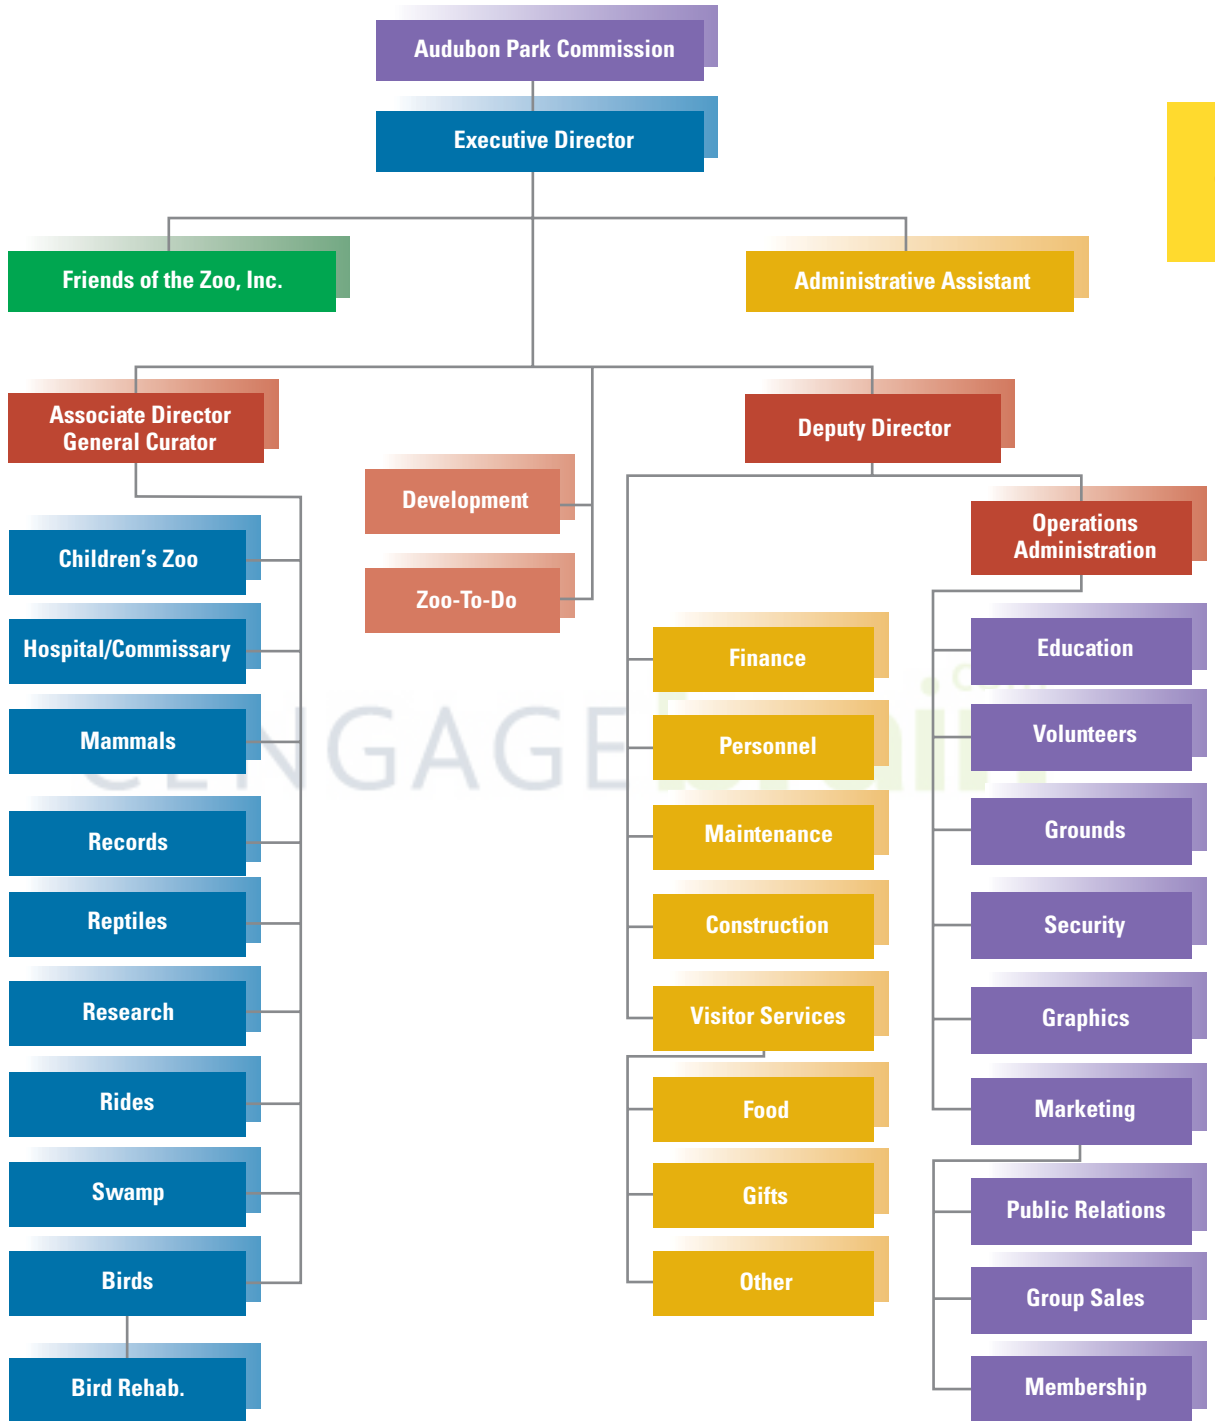 Audubon Park Commission
Executive Director
Friends of the Zoo, Inc.
Administrative Assistant
Associate Director
General Curator
Deputy Director
Development
Zoo-To-Do
Operations
Administration
Children's Zoo
Hospital/Commissary
Mammals
Records
Reptiles
Research
Rides
Swamp
Birds
Bird Rehab.
Finance
Personnel
Maintenance
Construction
Visitor Services
Food
Gifts
Other
Education
Volunteers
Grounds
Security
Graphics
Marketing
Public Relations
Group Sales
Membership
CENGAGEbrain